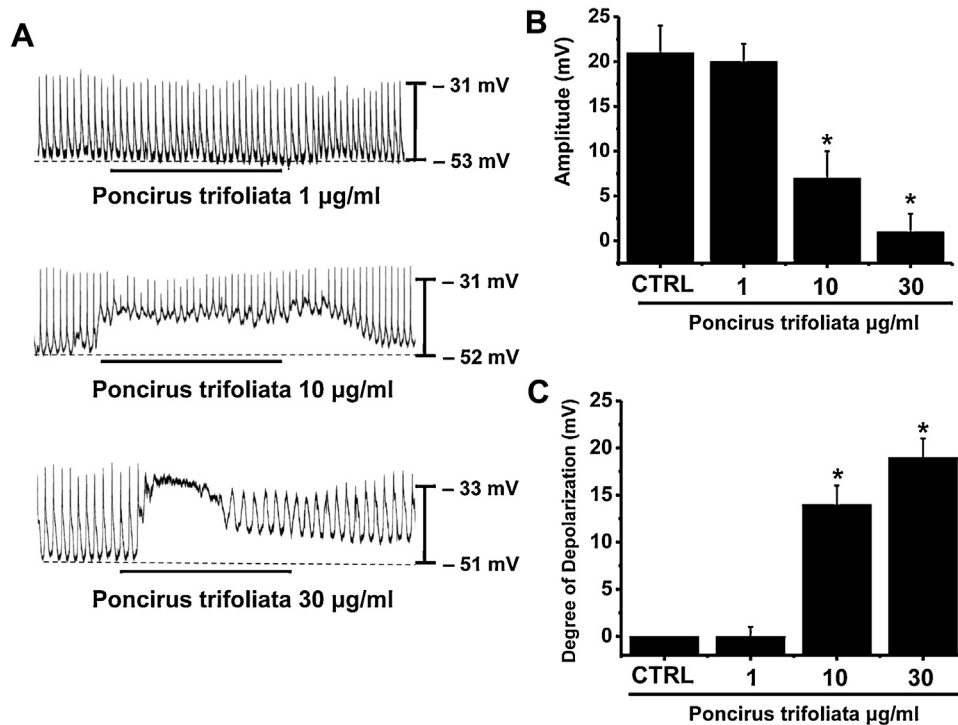 A
– 31 mV
– 53 mV
Poncirus trifoliata 1 µg/ml
– 31 mV
– 52 mV
Poncirus trifoliata 10 µg/ml
– 33 mV
– 51 mV
Poncirus trifoliata 30 µg/ml
B
Amplitude (mV)
25
20
15
10
5
0
*
*
CTRL 1 10 30
Poncirus trifoliata µg/ml
C
Degree of Depolarization (mV)
25
20
15
10
5
0
*
*
CTRL 1 10 30
Poncirus trifoliata µg/ml